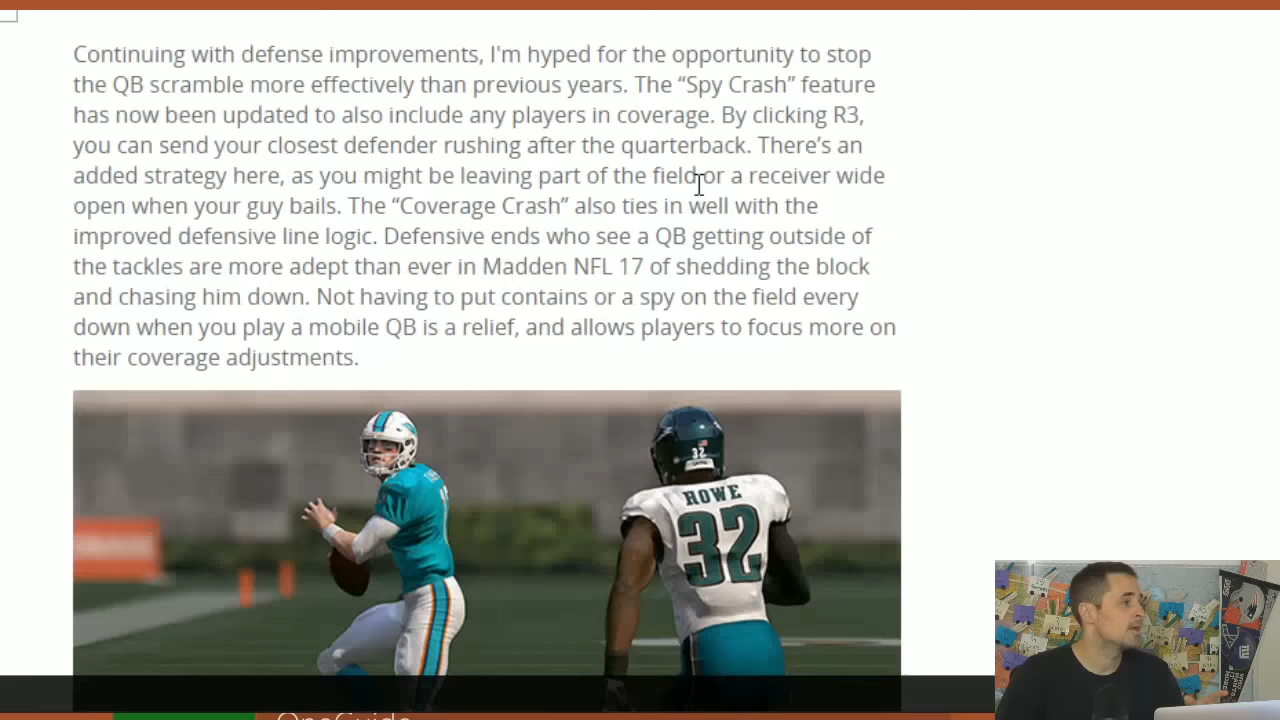 Continuing with defense improvements, I'm hyped for the opportunity to stop
the QB scramble more effectively than previous years. The “Spy Crash” feature
has now been updated to also include any players in coverage. By clicking R3,
you can send your closest defender rushing after the quarterback. There’s an
added strategy here, as you might be leaving part of the field or a receiver wide
open when your guy bails. The “Coverage Crash” also ties in well with the
improved defensive line logic. Defensive ends who see a QB getting outside of
the tackles are more adept than ever in Madden NFL 17 of shedding the block
and chasing him down. Not having to put contains or a spy on the field every
down when you play a mobile QB is a relief, and allows players to focus more on
their coverage adjustments.
32
ROWE
32
OneGuide